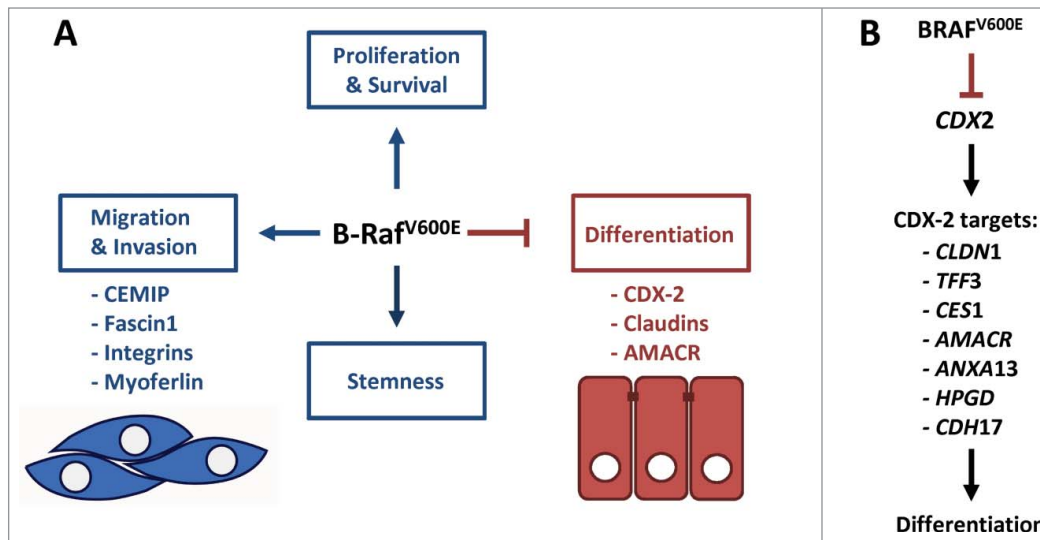 A
Proliferation
& Survival
Migration
& Invasion
B-Raf^V600E
Differentiation
- CEMIP
- Fascin1
- Integrins
- Myoferlin
Stemness
- CDX-2
- Claudins
- AMACR
B
BRAF^V600E
CDX2
CDX-2 targets:
- CLDN1
- TFF3
- CES1
- AMACR
- ANXA13
- HPGD
- CDH17
Differentiation